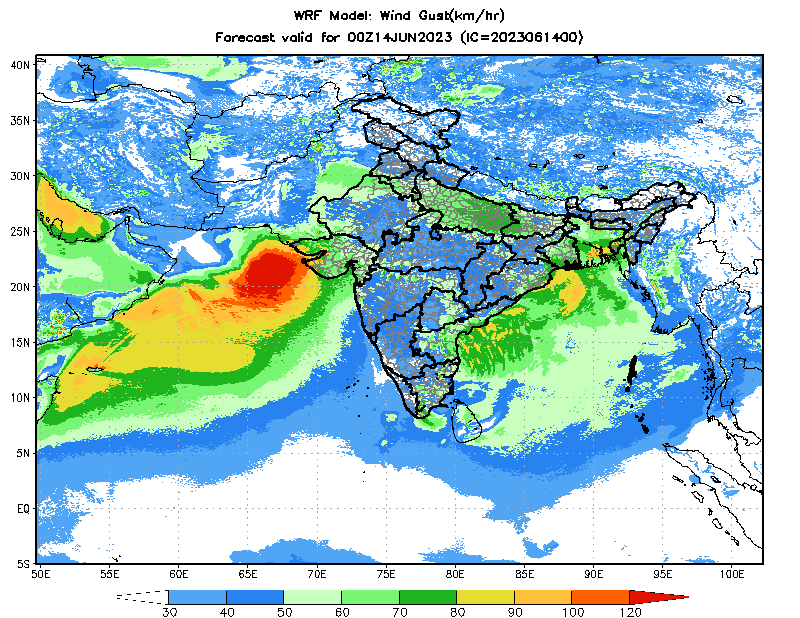 WRF Model: Wind Gust(km/hr)
Forecast valid for 00Z14JUN2023 (IC=2023061400)
40N
35N
30N
25N
20N
15N
10N
5N
EQ
5S
50E 55E 60E 65E 70E 75E 80E 85E 90E 95E 100E
30 40 50 60 70 80 90 100 120